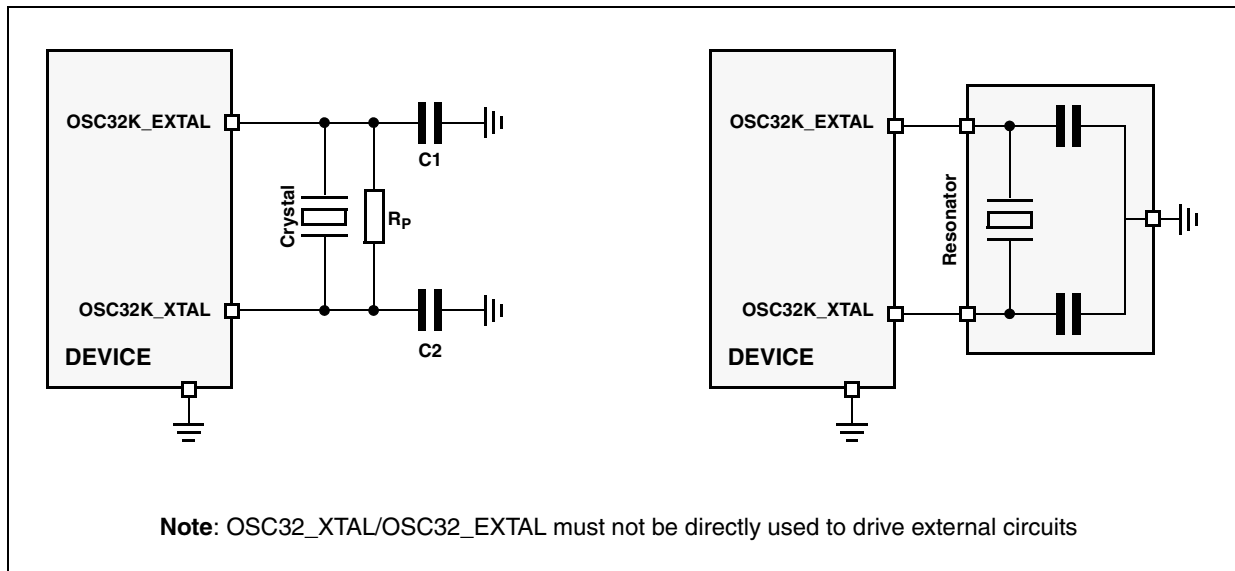 OSC32K_EXTAL
C1
Crystal
RP
OSC32K_XTAL
C2
DEVICE
OSC32K_EXTAL
Resonator
OSC32K_XTAL
DEVICE
Note: OSC32_XTAL/OSC32_EXTAL must not be directly used to drive external circuits